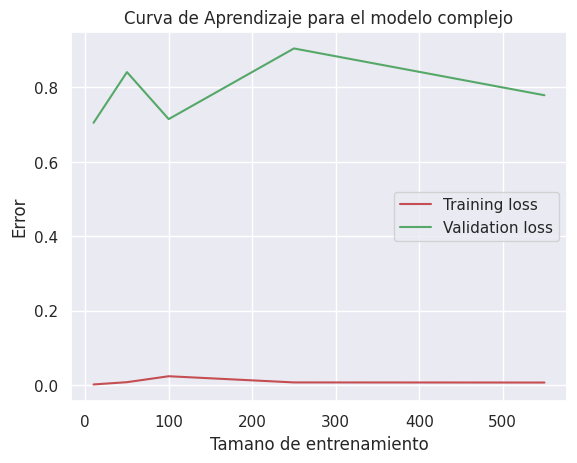 Curva de Aprendizaje para el modelo complejo
Error
0.8
0.6
0.4
0.2
0.0
Training loss
Validation loss
0 100 200 300 400 500
Tamano de entrenamiento